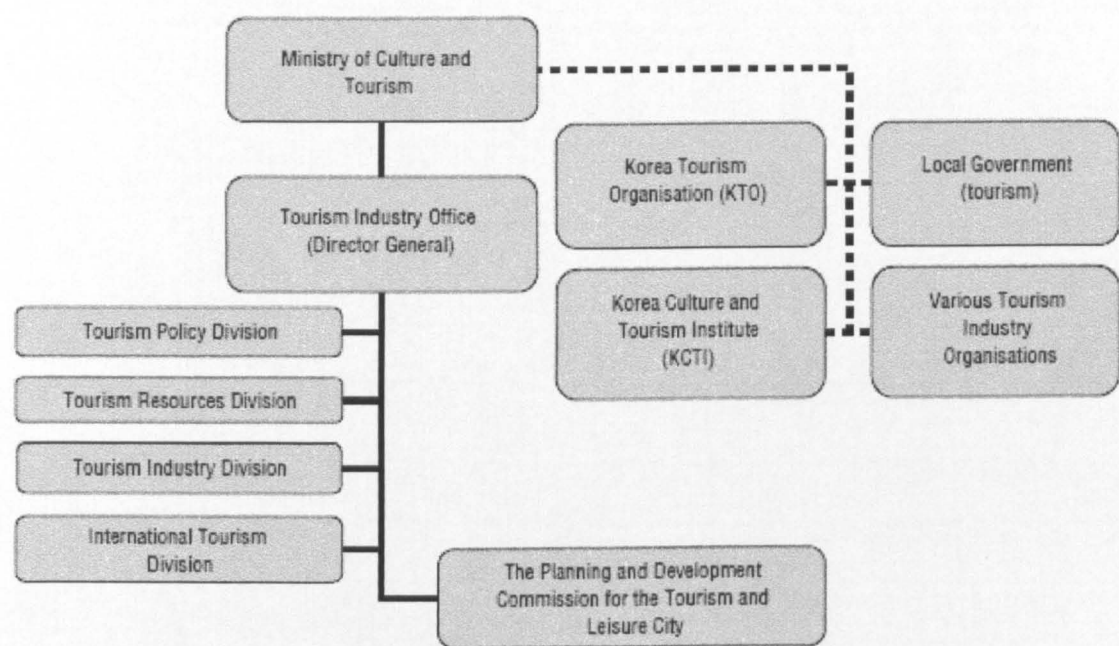 Ministry of Culture and
Tourism
Korea Tourism
Organisation (KTO)
Local Government
(tourism)
Tourism Industry Office
(Director General)
Korea Culture and
Tourism Institute
(KCTI)
Various Tourism
Industry
Organisations
Tourism Policy Division
Tourism Resources Division
Tourism Industry Division
International Tourism
Division
The Planning and Development
Commission for the Tourism and
Leisure City